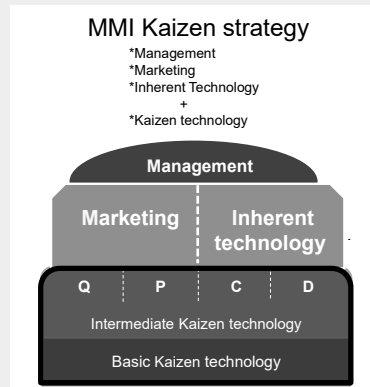 MMI Kaizen strategy
*Management
*Marketing
*Inherent Technology
+
*Kaizen technology
Management
Marketing
Inherent
technology
Q P C D
Intermediate Kaizen technology
Basic Kaizen technology